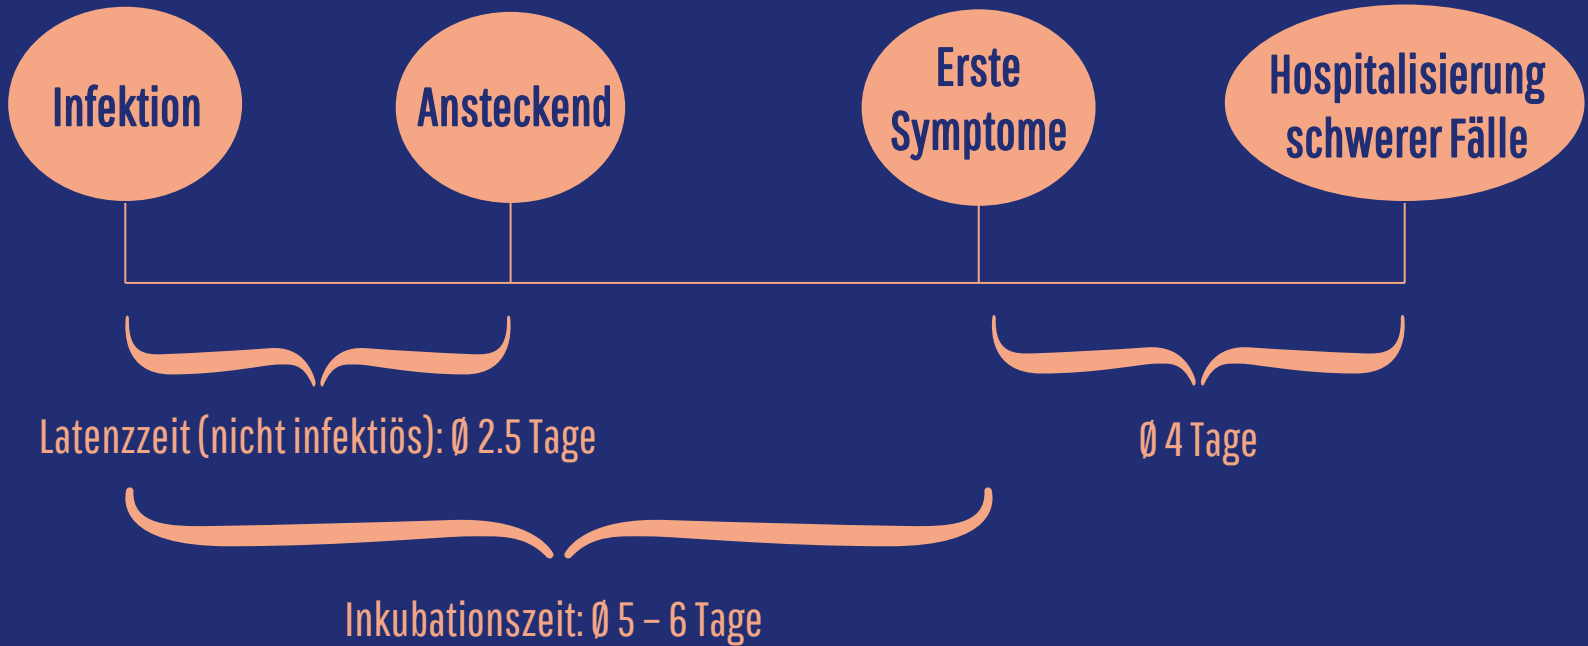 Infektion
Ansteckend
Erste
Symptome
Hospitalisierung
schwerer Fälle
Latenzzeit (nicht infektiös): Ø 2.5 Tage
Ø 4 Tage
Inkubationszeit: Ø 5 – 6 Tage